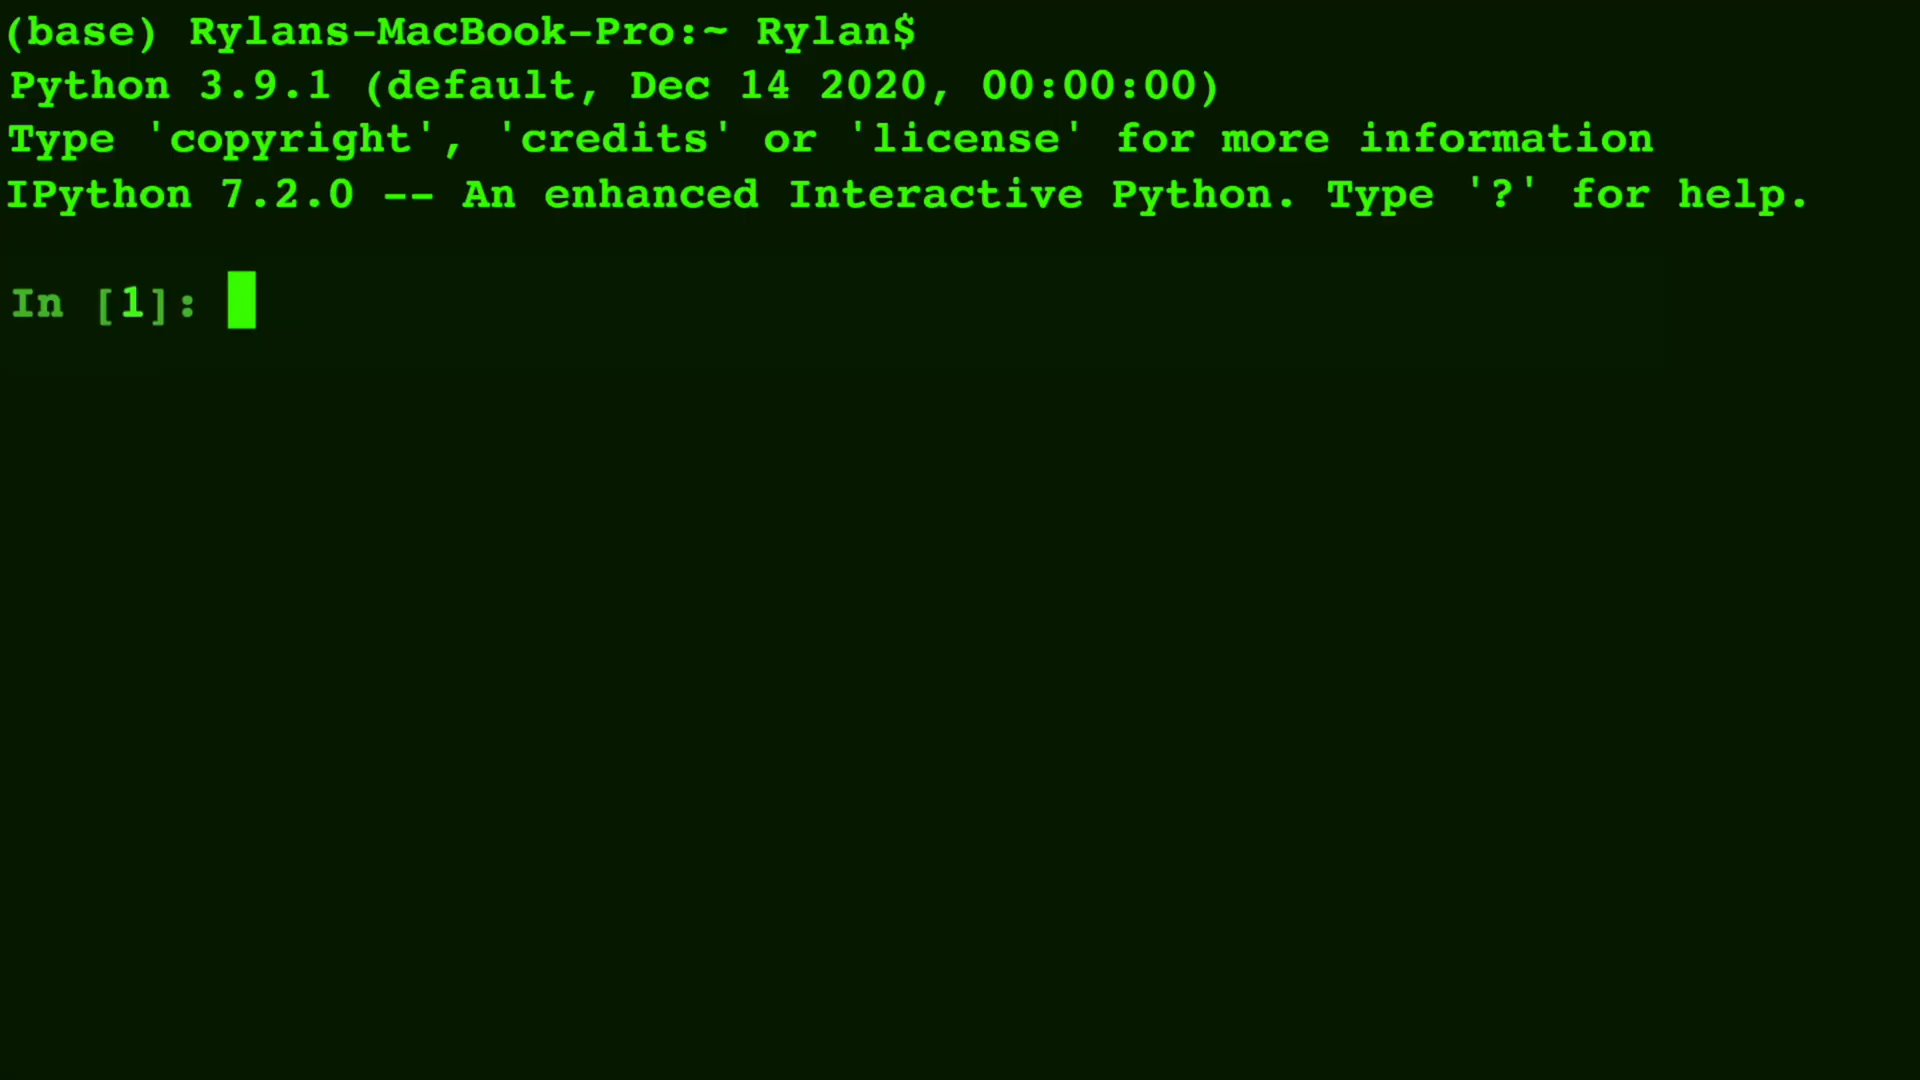 (base) Rylans-MacBook-Pro:~ Rylan$
Python 3.9.1 (default, Dec 14 2020, 00:00:00)
Type 'copyright', 'credits' or 'license' for more information
IPython 7.2.0 -- An enhanced Interactive Python. Type '?' for help.
In [1]: